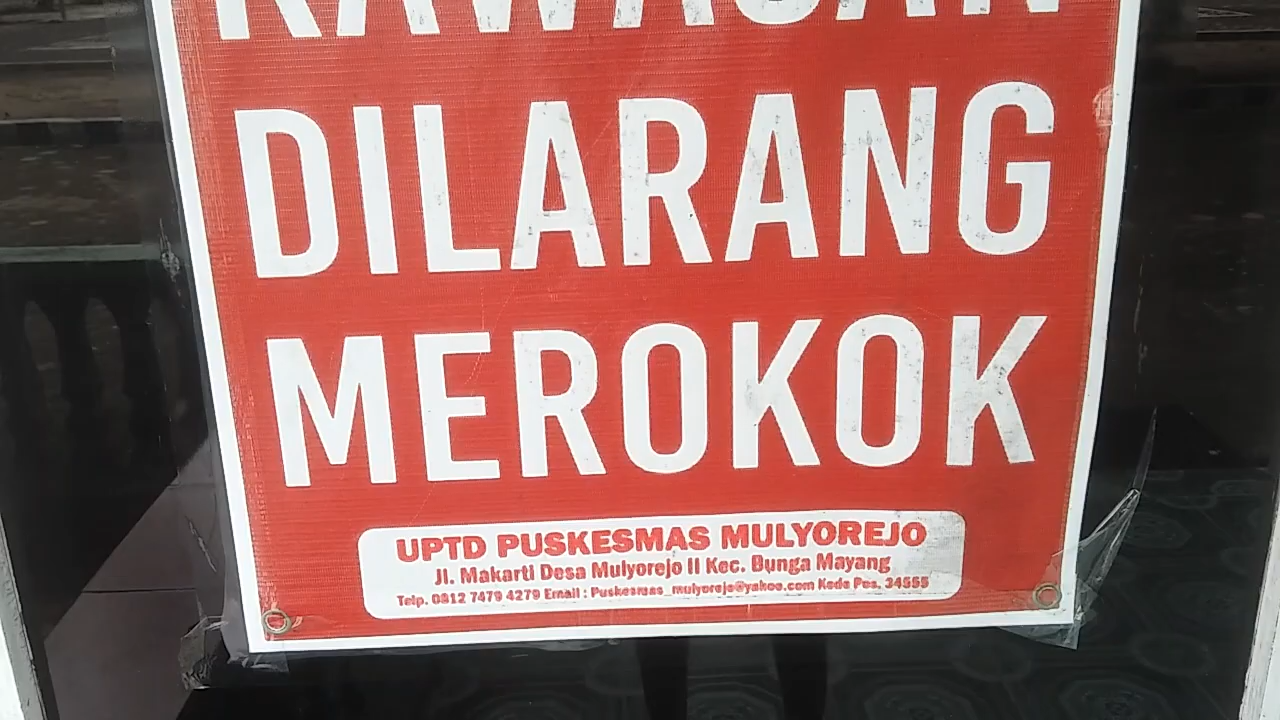 KAWASAN
DILARANG
MEROKOK
UPTD PUSKESMAS MULYOREJO
Jl. Makarti Desa Mulyorejo II Kec. Bunga Mayang
Telp. 0812 7479 4279 Email : Puskesmas_mulyorejo@yahoo.com Kode Pos. 34555